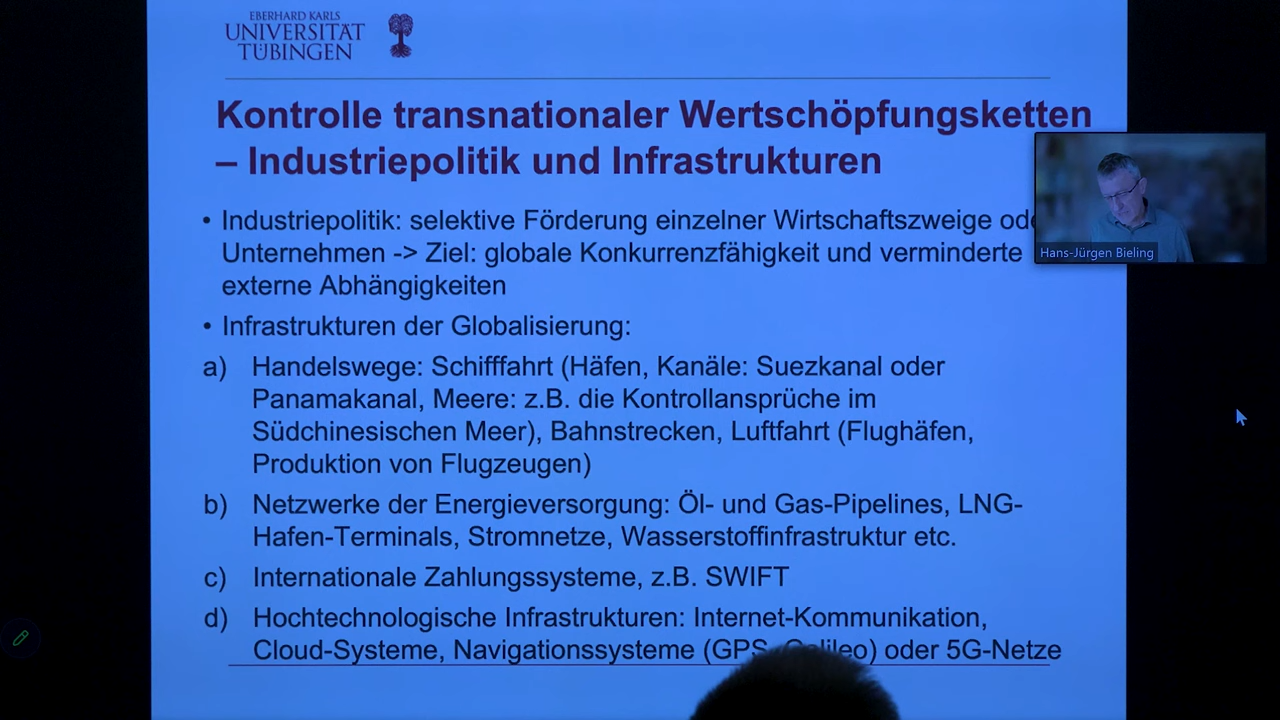 EBERHARD KARLS
UNIVERSITÄT
TÜBINGEN
Kontrolle transnationaler Wertschöpfungsketten
– Industriepolitik und Infrastrukturen
• Industriepolitik: selektive Förderung einzelner Wirtschaftszweige ode
Unternehmen -> Ziel: globale Konkurrenzfähigkeit und verminderte
externe Abhängigkeiten
Hans-Jürgen Bieling
• Infrastrukturen der Globalisierung:
a) Handelswege: Schifffahrt (Häfen, Kanäle: Suezkanal oder
Panamakanal, Meere: z.B. die Kontrollansprüche im
Südchinesischen Meer), Bahnstrecken, Luftfahrt (Flughäfen,
Produktion von Flugzeugen)
b) Netzwerke der Energieversorgung: Öl- und Gas-Pipelines, LNG-
Hafen-Terminals, Stromnetze, Wasserstoffinfrastruktur etc.
c) Internationale Zahlungssysteme, z.B. SWIFT
d) Hochtechnologische Infrastrukturen: Internet-Kommunikation,
Cloud-Systeme, Navigationssysteme (GPS, Galileo) oder 5G-Netze